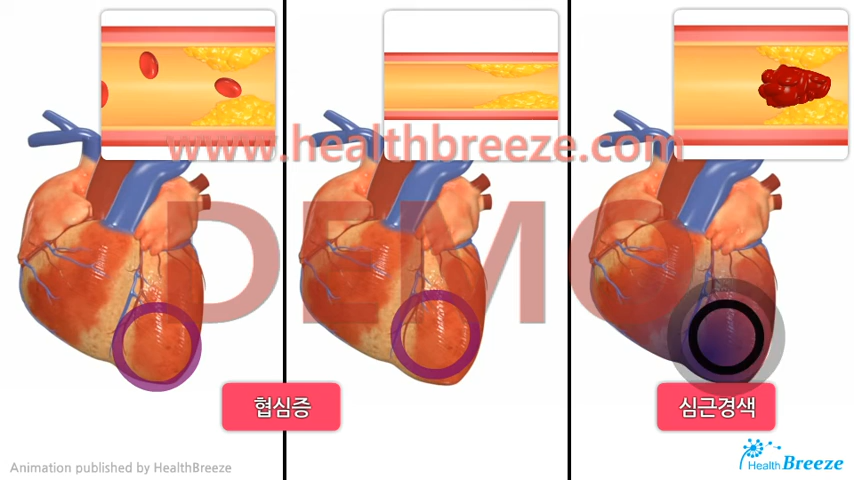 www.healthbreeze.com
DEMO
협심증
심근경색
Animation published by HealthBreeze
Health Breeze